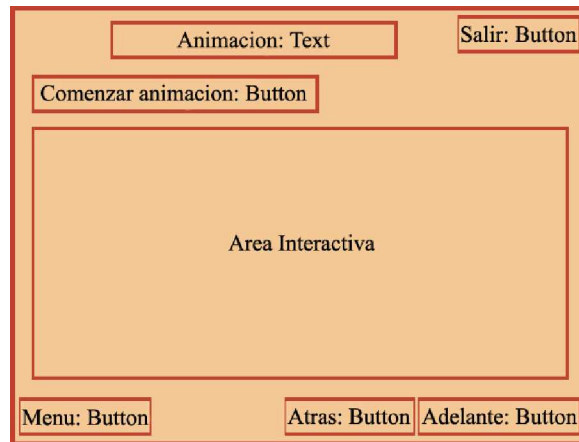 Animacion: Text
Salir: Button
Comenzar animacion: Button
Area Interactiva
Menu: Button
Atras: Button
Adelante: Button